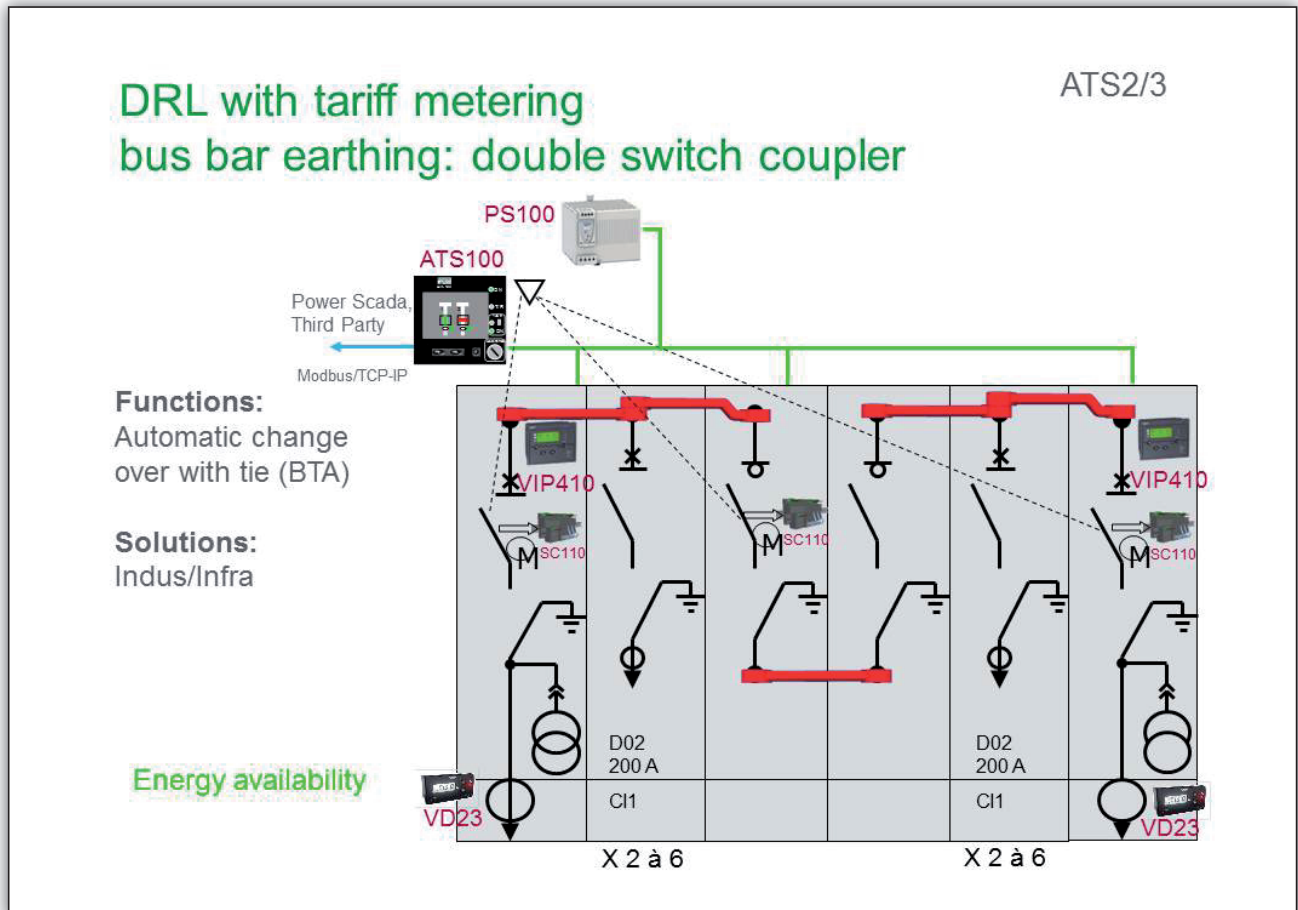 ATS2/3
DRL with tariff metering
bus bar earthing: double switch coupler
PS100
ATS100
Power Scada,
Third Party
Modbus/TCP-IP
Functions:
Automatic change
over with tie (BTA)
Solutions:
Indus/Infra
VIP410
VIP410
M
SC110
M
SC110
M
SC110
D02
200 A
D02
200 A
Energy availability
CI1
CI1
VD23
VD23
X 2 à 6
X 2 à 6